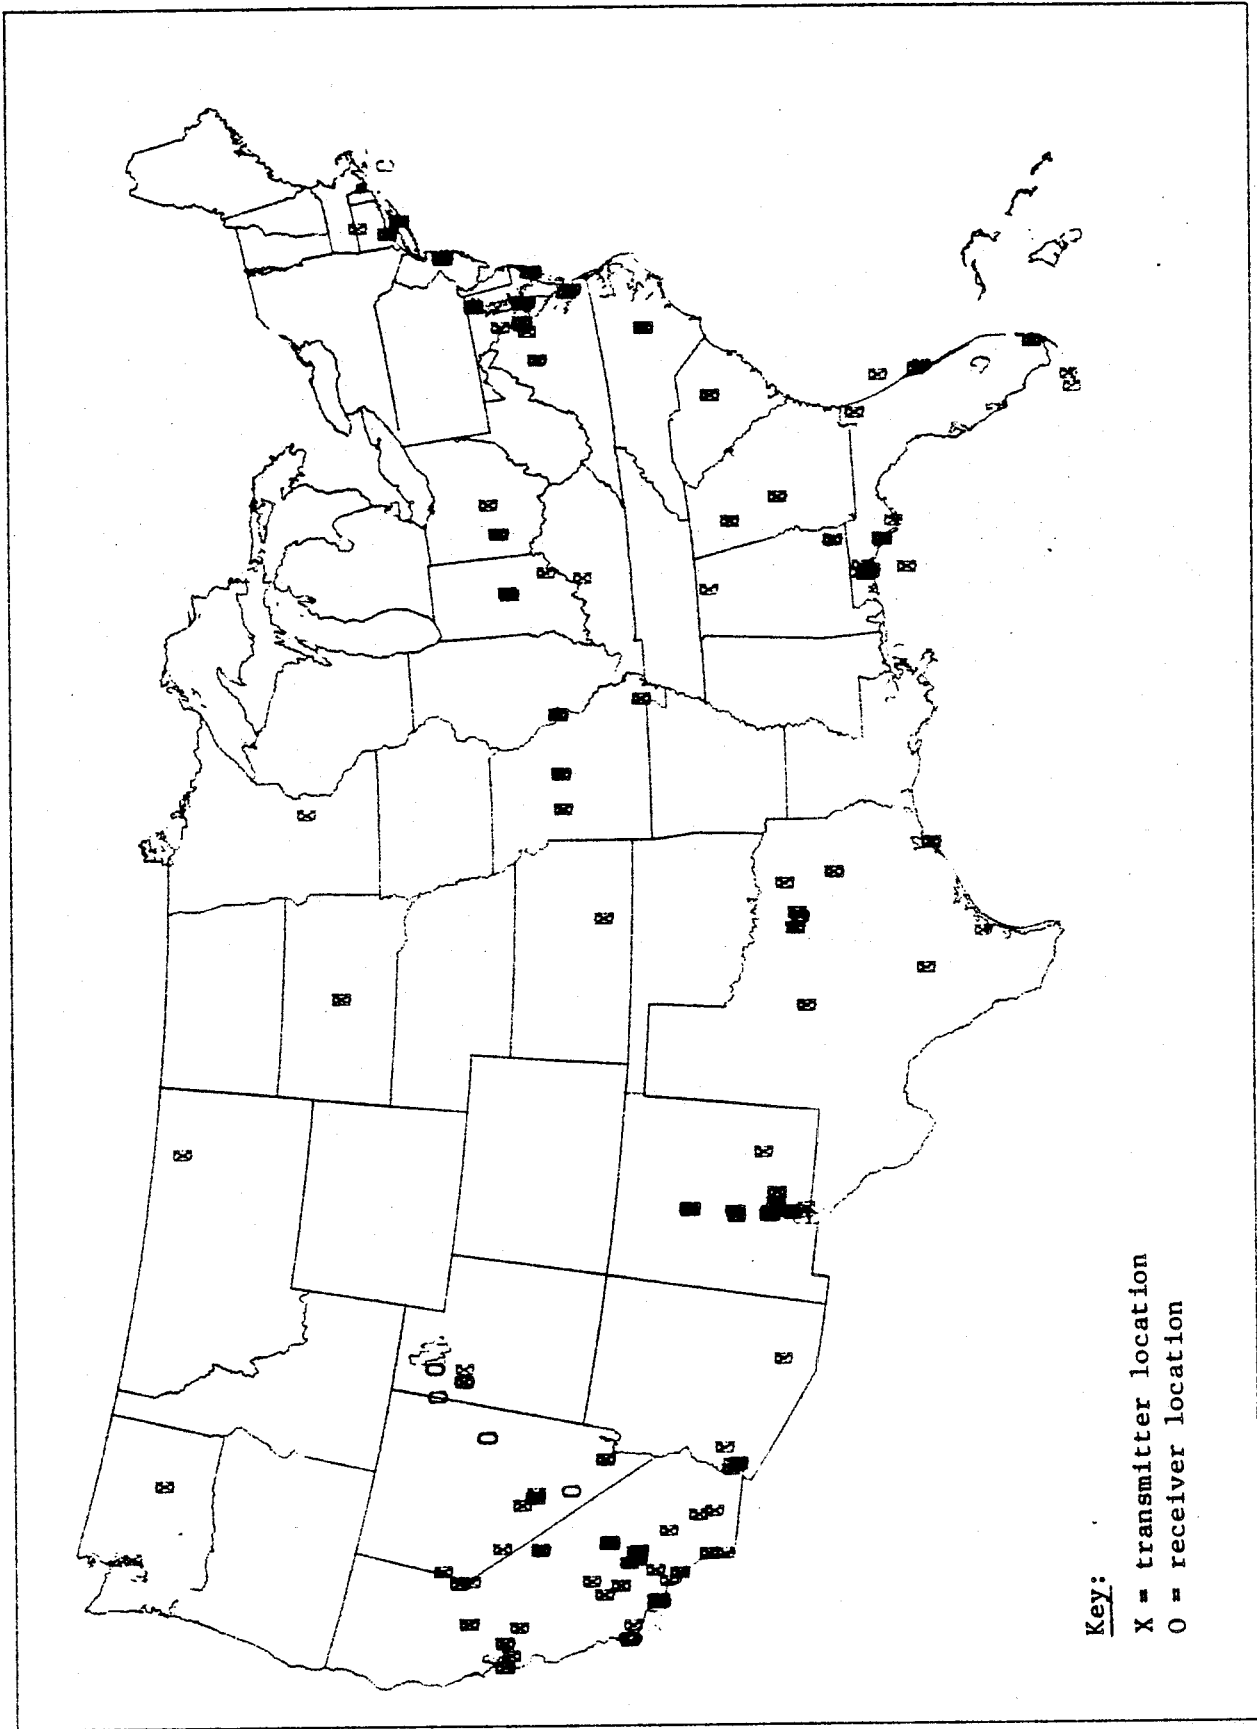 Key:
X = transmitter location
O = receiver location